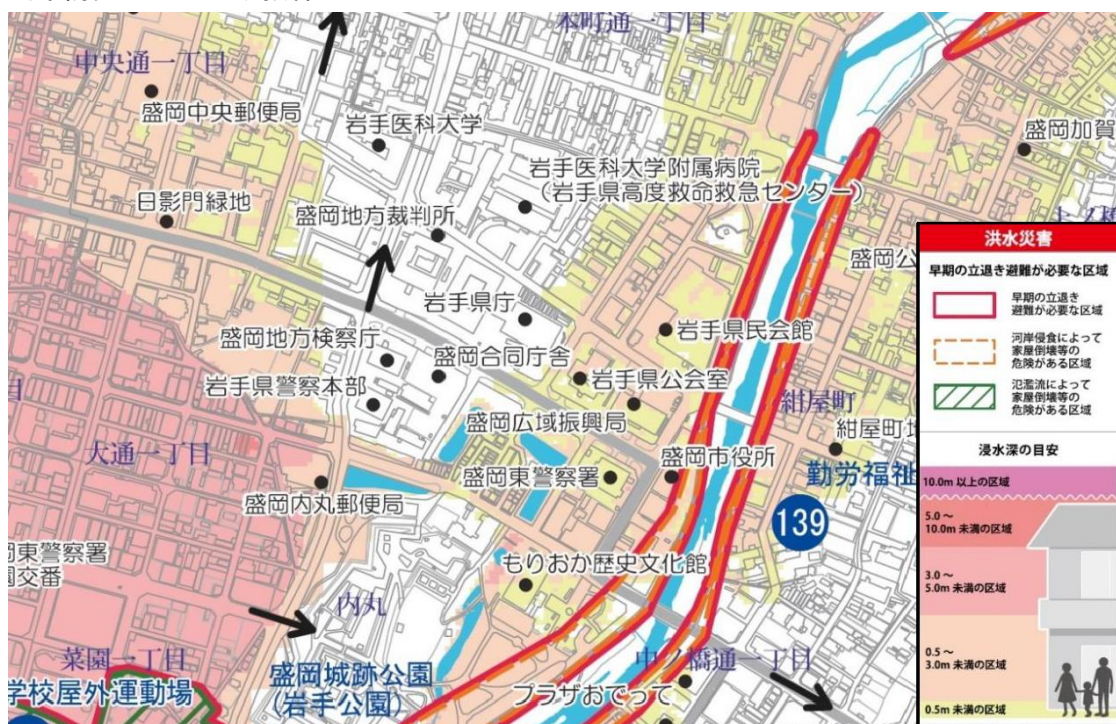 本町通一丁目
中央通一丁目
盛岡中央郵便局
岩手医科大学
盛岡加賀
岩手医科大学附属病院
(岩手県高度救命救急センター)
日影門緑地
盛岡地方裁判所
上ノ橋
盛岡公
岩手県庁
岩手県民会館
盛岡地方検察庁
盛岡合同庁舎
岩手県警察本部
岩手県公会室
紺屋町
盛岡広域振興局
紺屋町
大通一丁目
盛岡東警察署
盛岡市役所
勤労福祉
盛岡内丸郵便局
139
岡東警察署
園交番
もりおか歴史文化館
内丸
菜園一丁目
中ノ橋通一丁目
学校屋外運動場
盛岡城跡公園
(岩手公園)
プラザおでって
洪水災害
早期の立退き避難が必要な区域
早期の立退き
避難が必要な区域
河岸侵食によって
家屋倒壊等の
危険がある区域
氾濫流によって
家屋倒壊等の
危険がある区域
浸水深の目安
10.0m 以上の区域
5.0〜
10.0m 未満の区域
3.0〜
5.0m 未満の区域
0.5〜
3.0m 未満の区域
0.5m 未満の区域